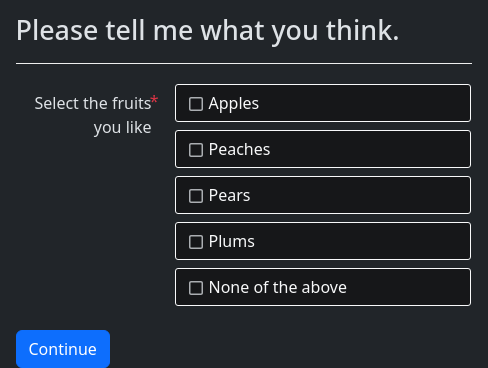 Please tell me what you think.
Select the fruits*
you like
Apples
Peaches
Pears
Plums
None of the above
Continue